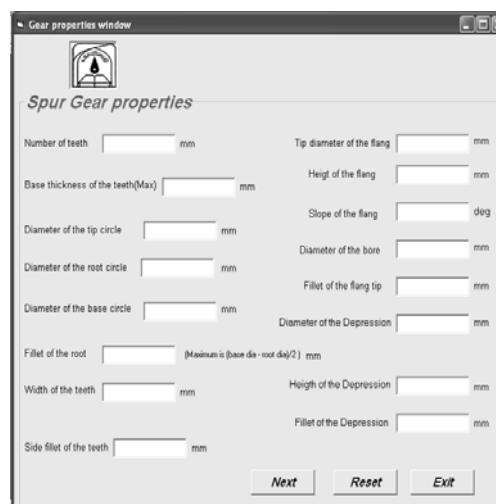 Gear properties window
Spur Gear properties
Number of teeth mm
Base thickness of the teeth(Max) mm
Diameter of the tip circle mm
Diameter of the root circle mm
Diameter of the base circle mm
Fillet of the root (Maximum is (base dia - root dia)/2 ) mm
Width of the teeth mm
Side fillet of the teeth mm
Tip diameter of the flang mm
Heigt of the flang mm
Slope of the flang deg
Diameter of the bore mm
Fillet of the flang tip mm
Diameter of the Depression mm
Heigth of the Depression mm
Fillet of the Depression mm
Next Reset Exit